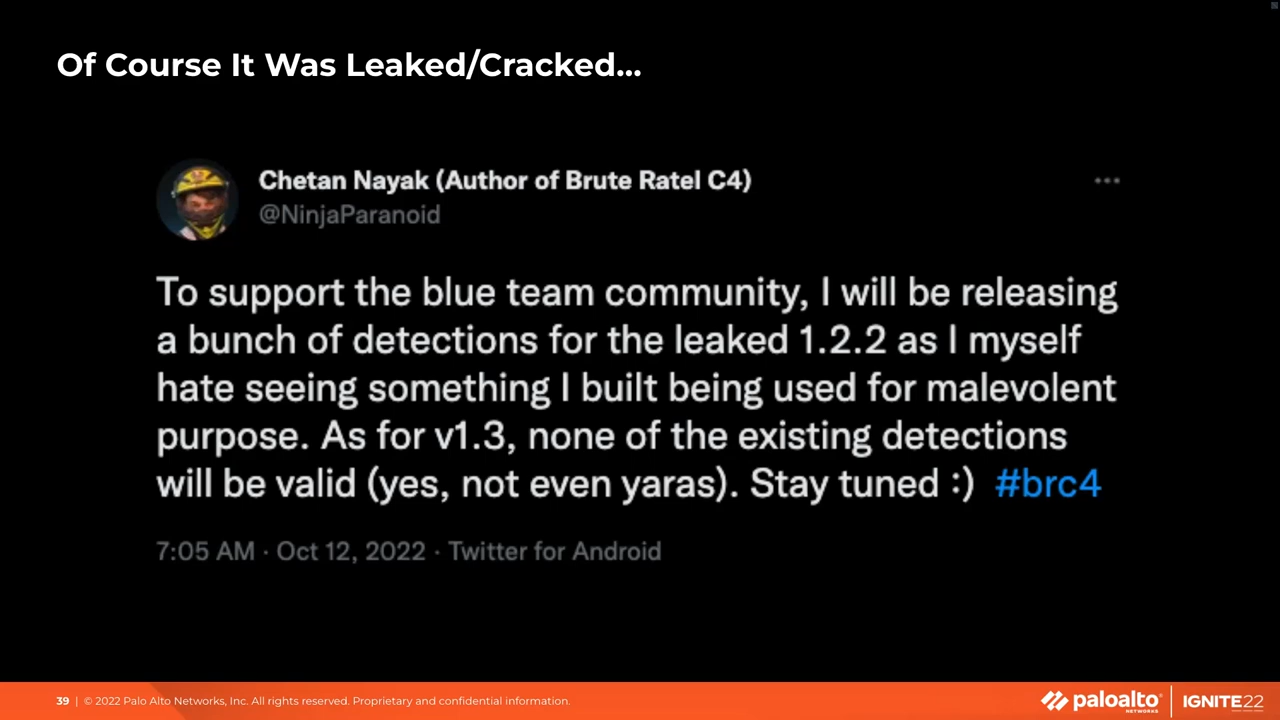 Of Course It Was Leaked/Cracked...
Chetan Nayak (Author of Brute Ratel C4)
@NinjaParanoid
To support the blue team community, I will be releasing
a bunch of detections for the leaked 1.2.2 as I myself
hate seeing something I built being used for malevolent
purpose. As for v1.3, none of the existing detections
will be valid (yes, not even yaras). Stay tuned :) #brc4
7:05 AM · Oct 12, 2022 · Twitter for Android
39 | © 2022 Palo Alto Networks, Inc. All rights reserved. Proprietary and confidential information.
paloalto
NETWORKS
IGNITE22